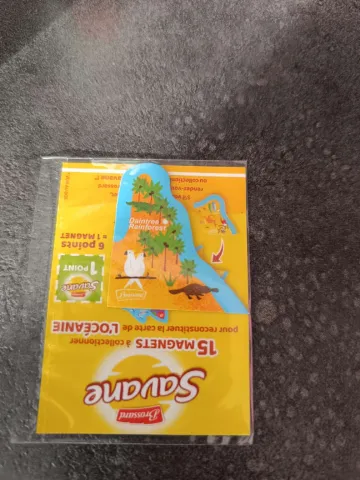 Brossard
Savane
15 MAGNETS à collectionner
pour reconstituer la carte de L'OCÉANIE
Savane
1 POINT
6 points
= 1 MAGNET
Daintree
Rainforest
Brossard